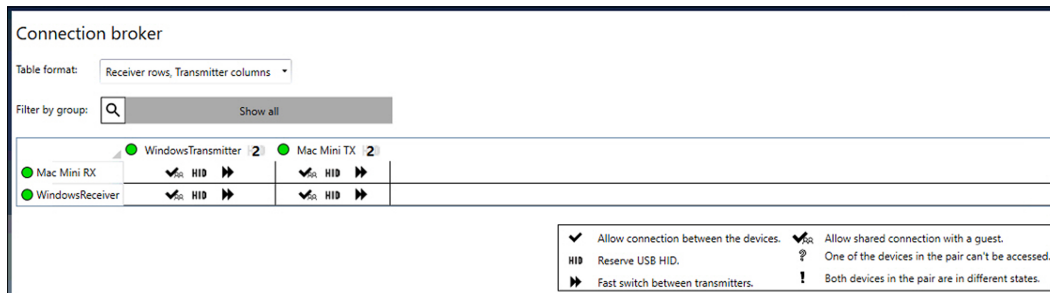 Connection broker
Table format: Receiver rows, Transmitter columns
Filter by group: Show all
WindowsTransmitter 2 Mac Mini TX 2
Mac Mini RX HID HID
WindowsReceiver HID HID
Allow connection between the devices. Allow shared connection with a guest.
HID Reserve USB HID. ? One of the devices in the pair can't be accessed.
Fast switch between transmitters. ! Both devices in the pair are in different states.